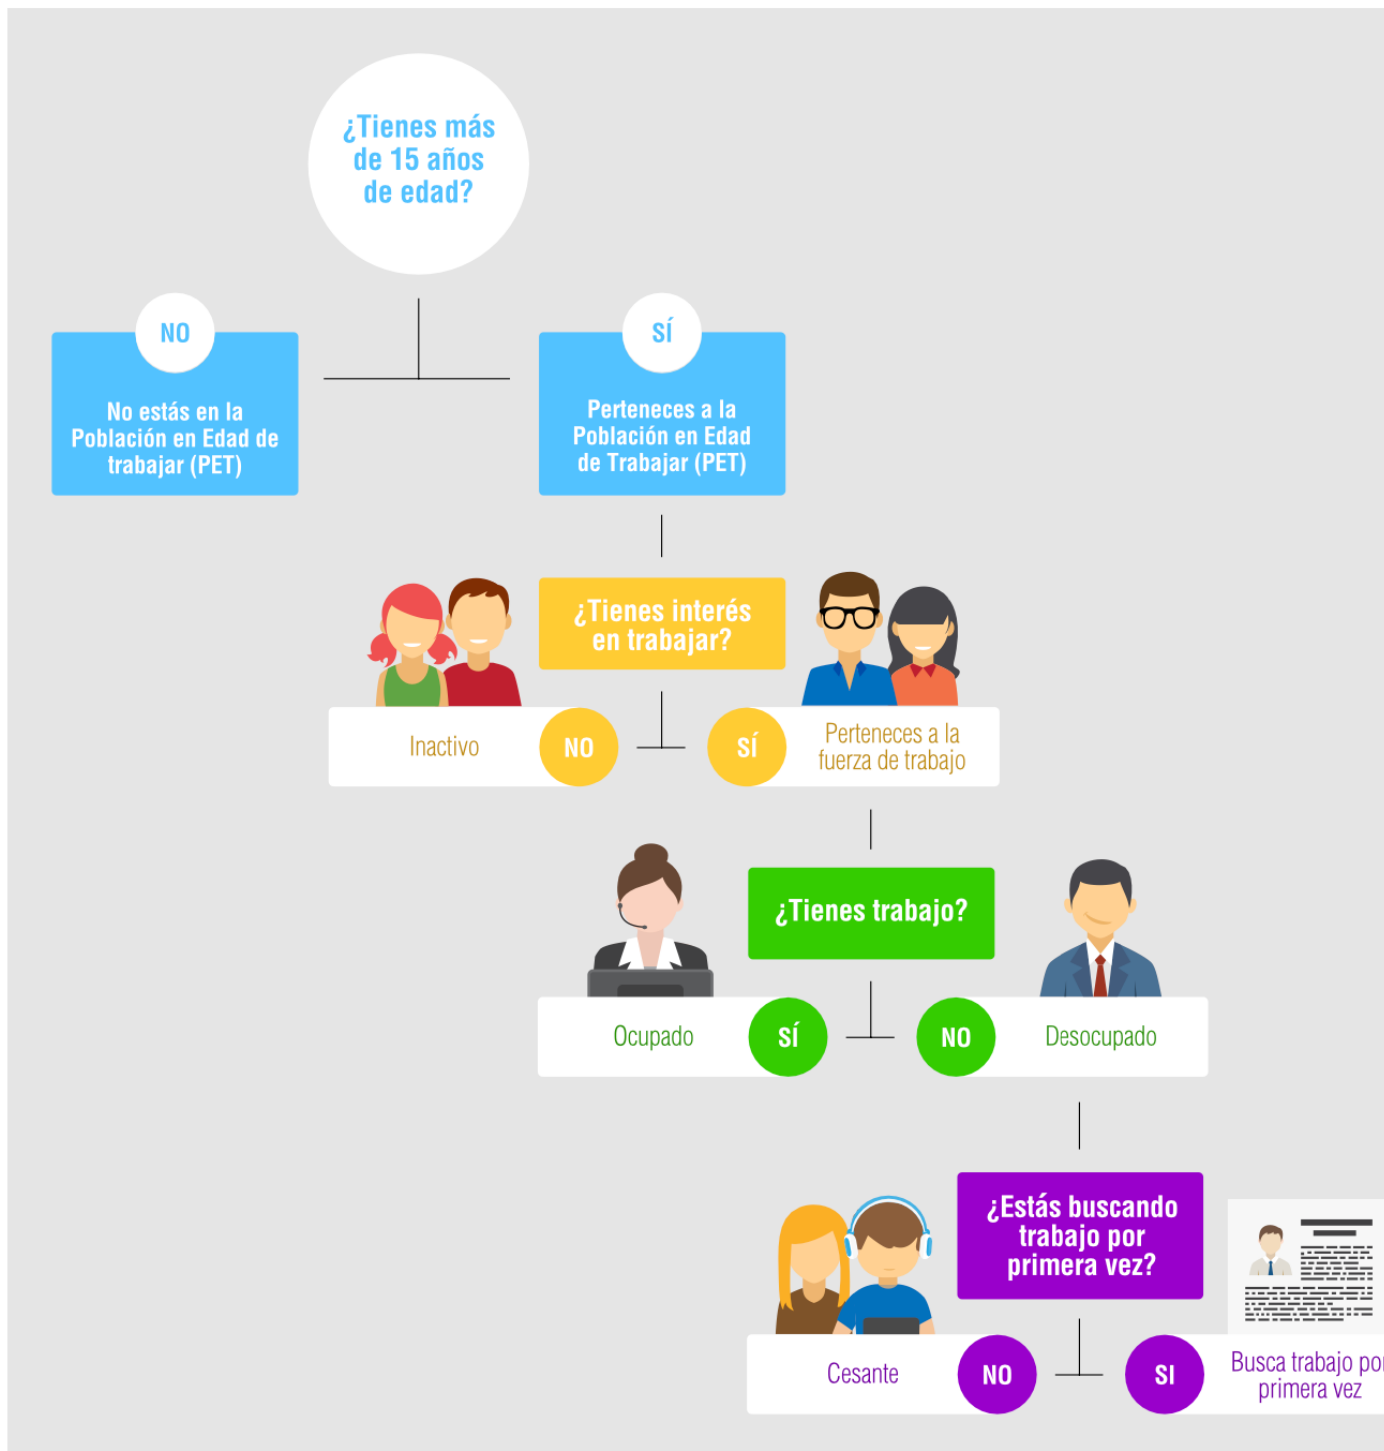 ¿Tienes más
de 15 años
de edad?
NO
No estás en la
Población en Edad de
trabajar (PET)
SÍ
Perteneces a la
Población en Edad
de Trabajar (PET)
¿Tienes interés
en trabajar?
Inactivo
NO
SÍ
Perteneces a la
fuerza de trabajo
¿Tienes trabajo?
Ocupado
SÍ
NO
Desocupado
¿Estás buscando
trabajo por
primera vez?
Cesante
NO
SI
Busca trabajo por
primera vez